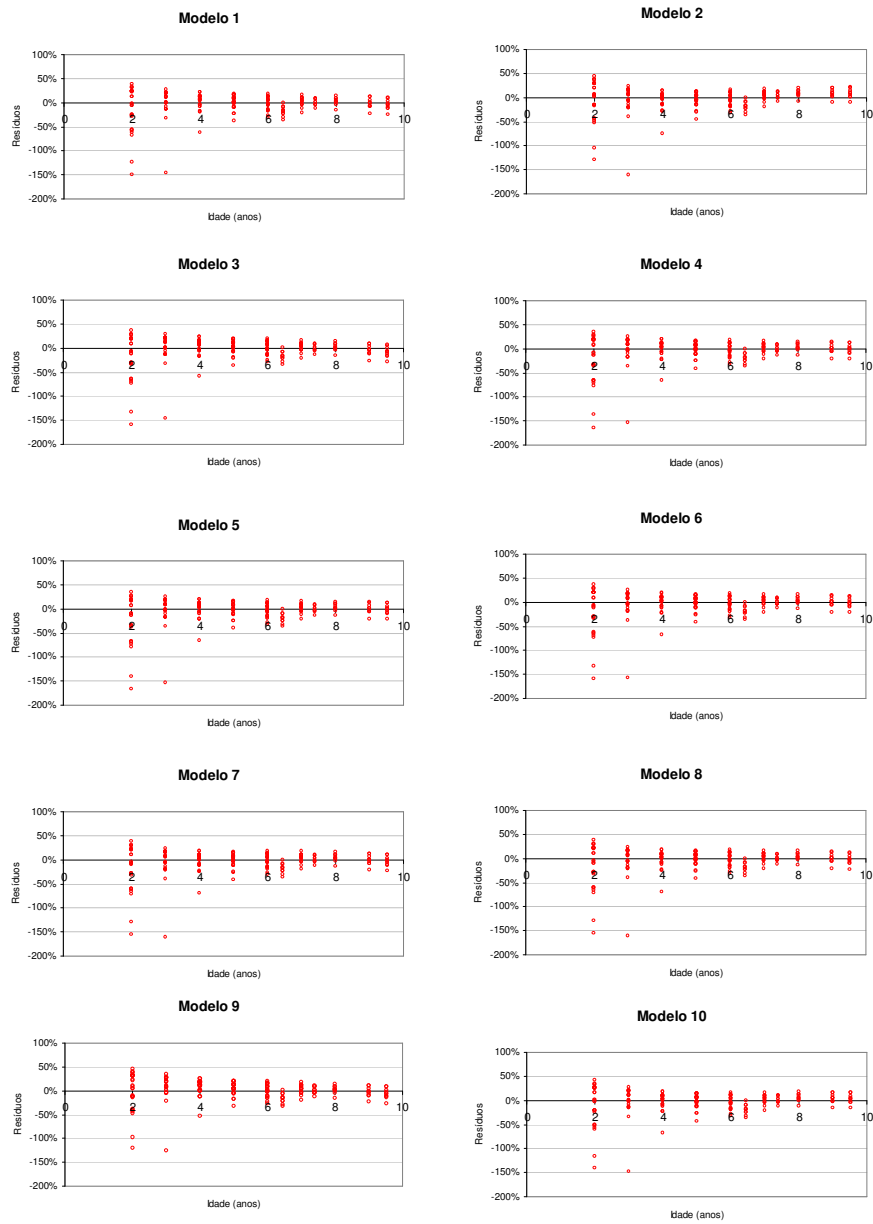 Modelo 1
100%
50%
0%
-50%
-100%
-150%
-200%
0 2 4 6 8 10
Resíduos
Idade (anos)
Modelo 2
100%
50%
0%
-50%
-100%
-150%
-200%
0 2 4 6 8 10
Resíduos
Idade (anos)
Modelo 3
100%
50%
0%
-50%
-100%
-150%
-200%
0 2 4 6 8 10
Resíduos
Idade (anos)
Modelo 4
100%
50%
0%
-50%
-100%
-150%
-200%
0 2 4 6 8 10
Resíduos
Idade (anos)
Modelo 5
100%
50%
0%
-50%
-100%
-150%
-200%
0 2 4 6 8 10
Resíduos
Idade (anos)
Modelo 6
100%
50%
0%
-50%
-100%
-150%
-200%
0 2 4 6 8 10
Resíduos
Idade (anos)
Modelo 7
100%
50%
0%
-50%
-100%
-150%
-200%
0 2 4 6 8 10
Resíduos
Idade (anos)
Modelo 8
100%
50%
0%
-50%
-100%
-150%
-200%
0 2 4 6 8 10
Resíduos
Idade (anos)
Modelo 9
100%
50%
0%
-50%
-100%
-150%
-200%
0 2 4 6 8 10
Resíduos
Idade (anos)
Modelo 10
100%
50%
0%
-50%
-100%
-150%
-200%
0 2 4 6 8 10
Resíduos
Idade (anos)